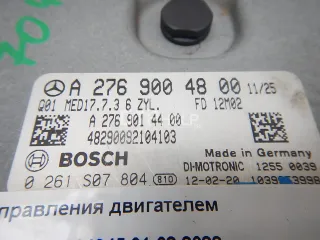 A 276 900 48 00 11/25
Q01 MED17.7.3 6 ZYL. FD 12M02
A 276 901 44 00
48290092104103
BOSCH
Made in Germany
DI-MOTRONIC 1255 0039
0 261 S07 804 810 12-02-20
управления двигателем